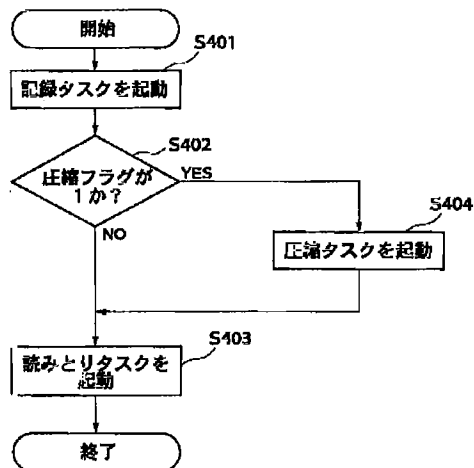 開始
S401
記録タスクを起動
S402
圧縮フラグが
1か？
YES
NO
S404
圧縮タスクを起動
S403
読みとりタスクを
起動
終了